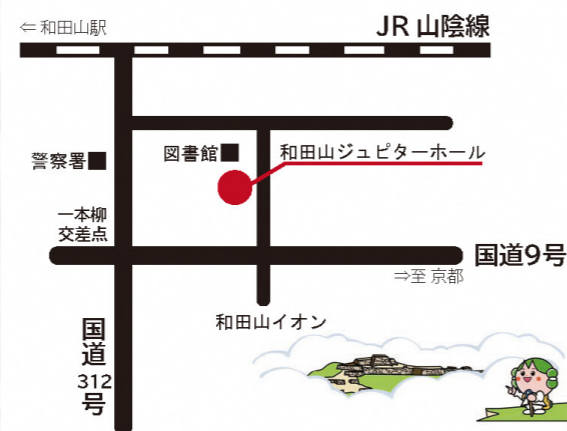 ⇐ 和田山駅
JR 山陰線
警察署
図書館
和田山ジュピターホール
一本柳
交差点
国道9号
⇒至 京都
和田山イオン
国道
312
号